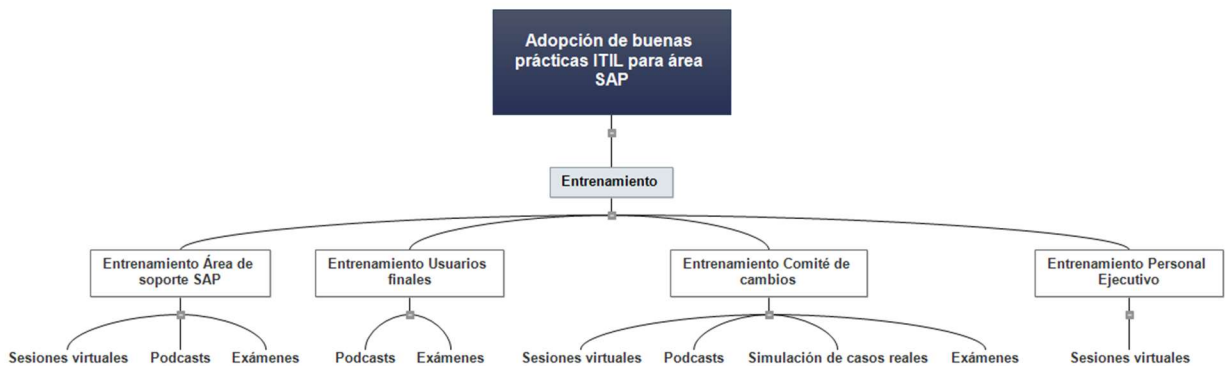 Adopción de buenas
prácticas ITIL para área
SAP
Entrenamiento
Entrenamiento Área de
soporte SAP
Entrenamiento Usuarios
finales
Entrenamiento Comité de
cambios
Entrenamiento Personal
Ejecutivo
Sesiones virtuales
Podcasts
Exámenes
Podcasts
Exámenes
Sesiones virtuales
Podcasts
Simulación de casos reales
Exámenes
Sesiones virtuales